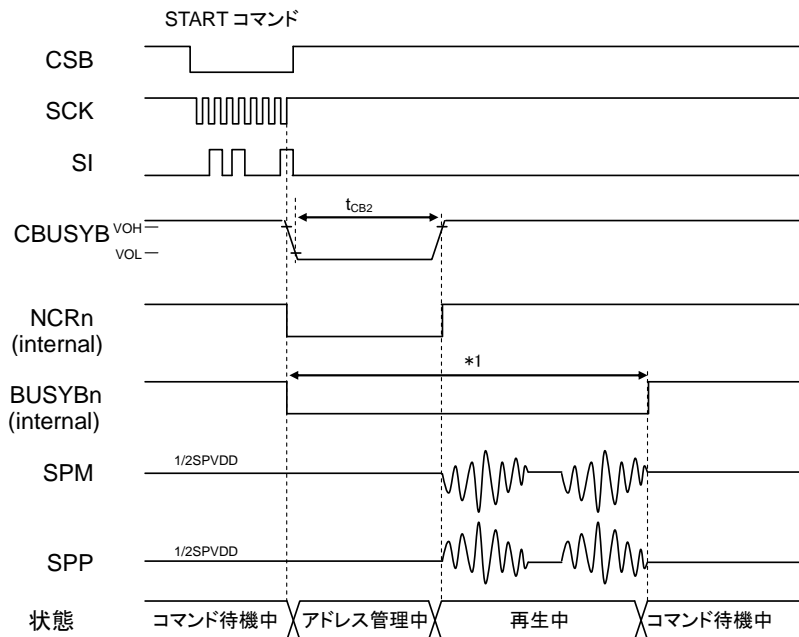 START コマンド
CSB
SCK
SI
tCB2
CBUSYB
VOH
VOL
NCRn
(internal)
*1
BUSYBn
(internal)
SPM
1/2SPVDD
SPP
1/2SPVDD
状態
コマンド待機中
アドレス管理中
再生中
コマンド待機中